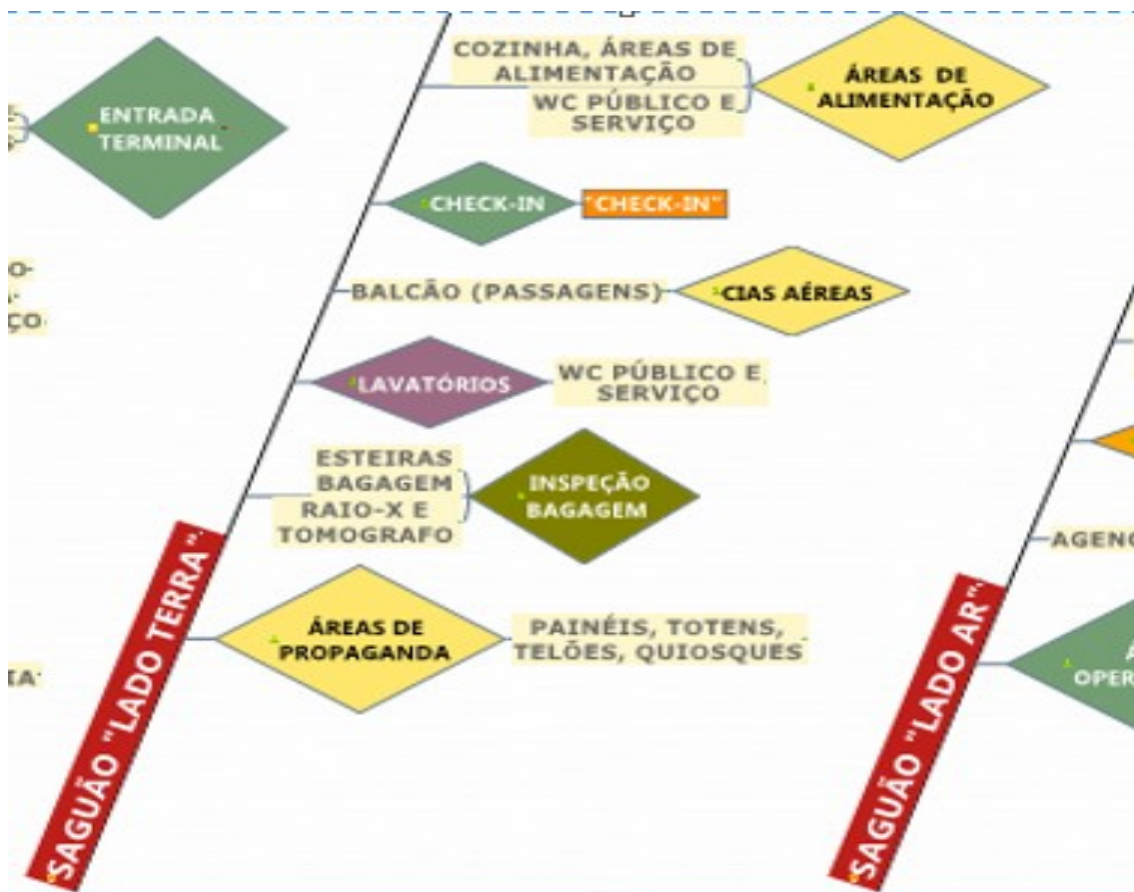 ENTRADA
TERMINAL
COZINHA, ÁREAS DE
ALIMENTAÇÃO
WC PÚBLICO E
SERVIÇO
ÁREAS DE
ALIMENTAÇÃO
CHECK-IN
"CHECK-IN"
BALCÃO (PASSAGENS)
CIAS AÉREAS
LAVATÓRIOS
WC PÚBLICO E
SERVIÇO
ESTEIRAS
BAGAGEM
RAIO-X E
TOMOGRAFO
INSPEÇÃO
BAGAGEM
ÁREAS DE
PROPAGANDA
PAINÉIS, TOTENS,
TELÕES, QUIOSQUES
SAGUÃO "LADO TERRA"
AGENC
OPER
SAGUÃO "LADO AR"